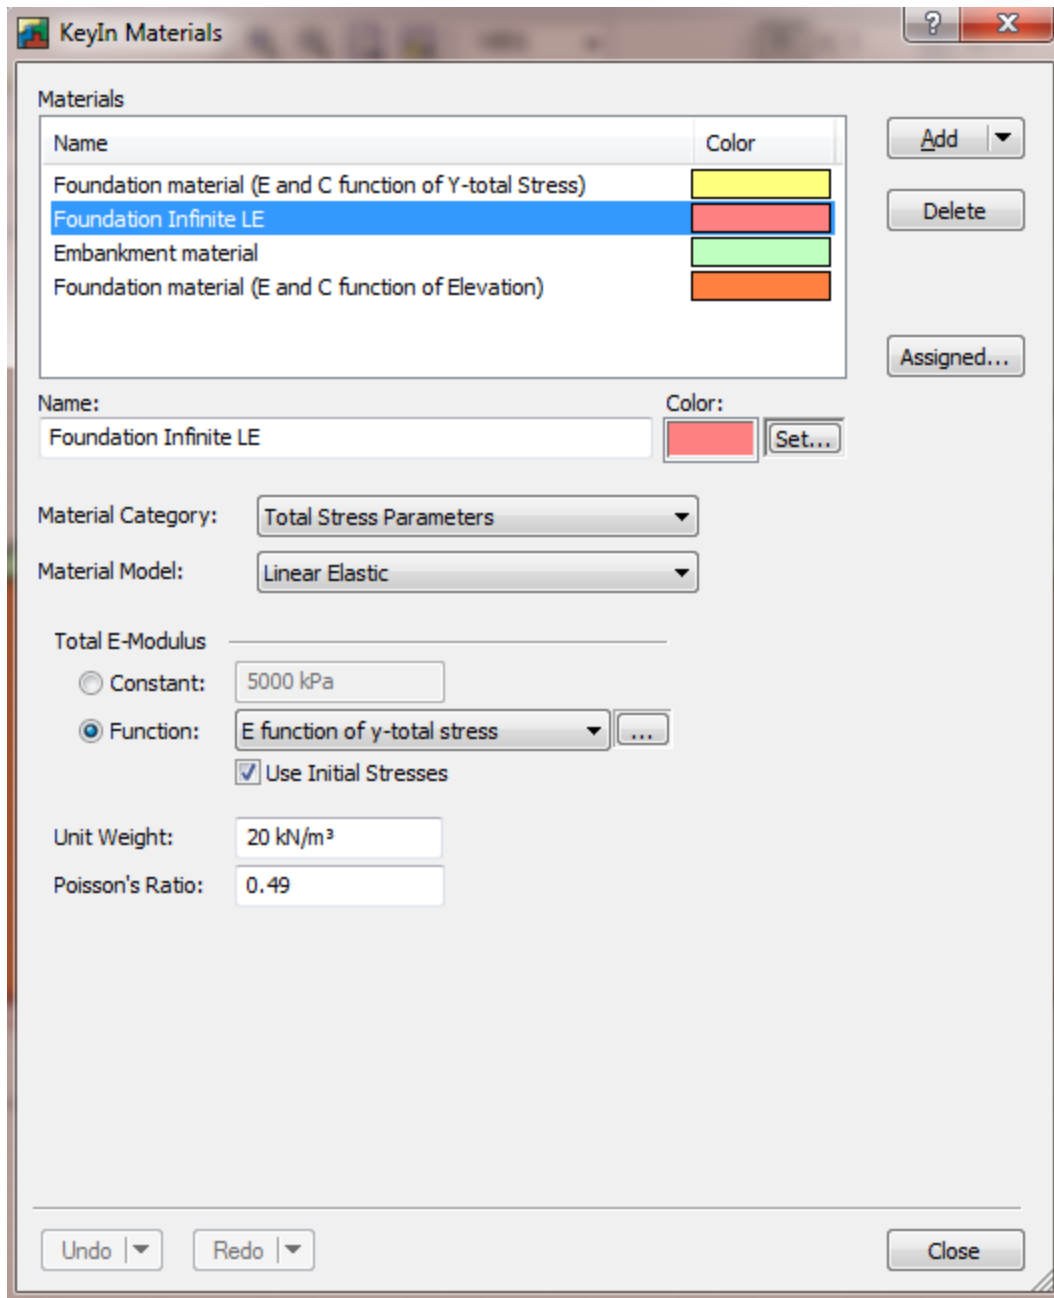 KeyIn Materials
Materials
Name Color
Add
Foundation material (E and C function of Y-total Stress)
Foundation Infinite LE
Delete
Embankment material
Foundation material (E and C function of Elevation)
Assigned...
Name: Color:
Foundation Infinite LE Set...
Material Category: Total Stress Parameters
Material Model: Linear Elastic
Total E-Modulus
Constant: 5000 kPa
Function: E function of y-total stress ...
Use Initial Stresses
Unit Weight: 20 kN/m³
Poisson's Ratio: 0.49
Undo Redo Close